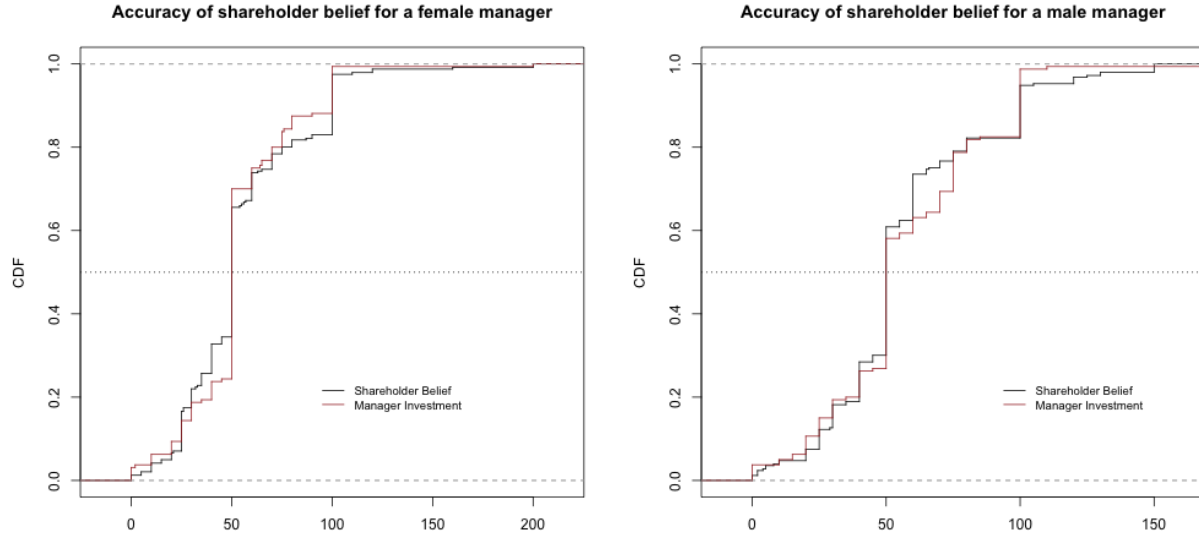 Accuracy of shareholder belief for a female manager
CDF
1.0
0.8
0.6
0.4
0.2
0.0
Shareholder Belief
Manager Investment
0 50 100 150 200
Accuracy of shareholder belief for a male manager
CDF
1.0
0.8
0.6
0.4
0.2
0.0
Shareholder Belief
Manager Investment
0 50 100 150